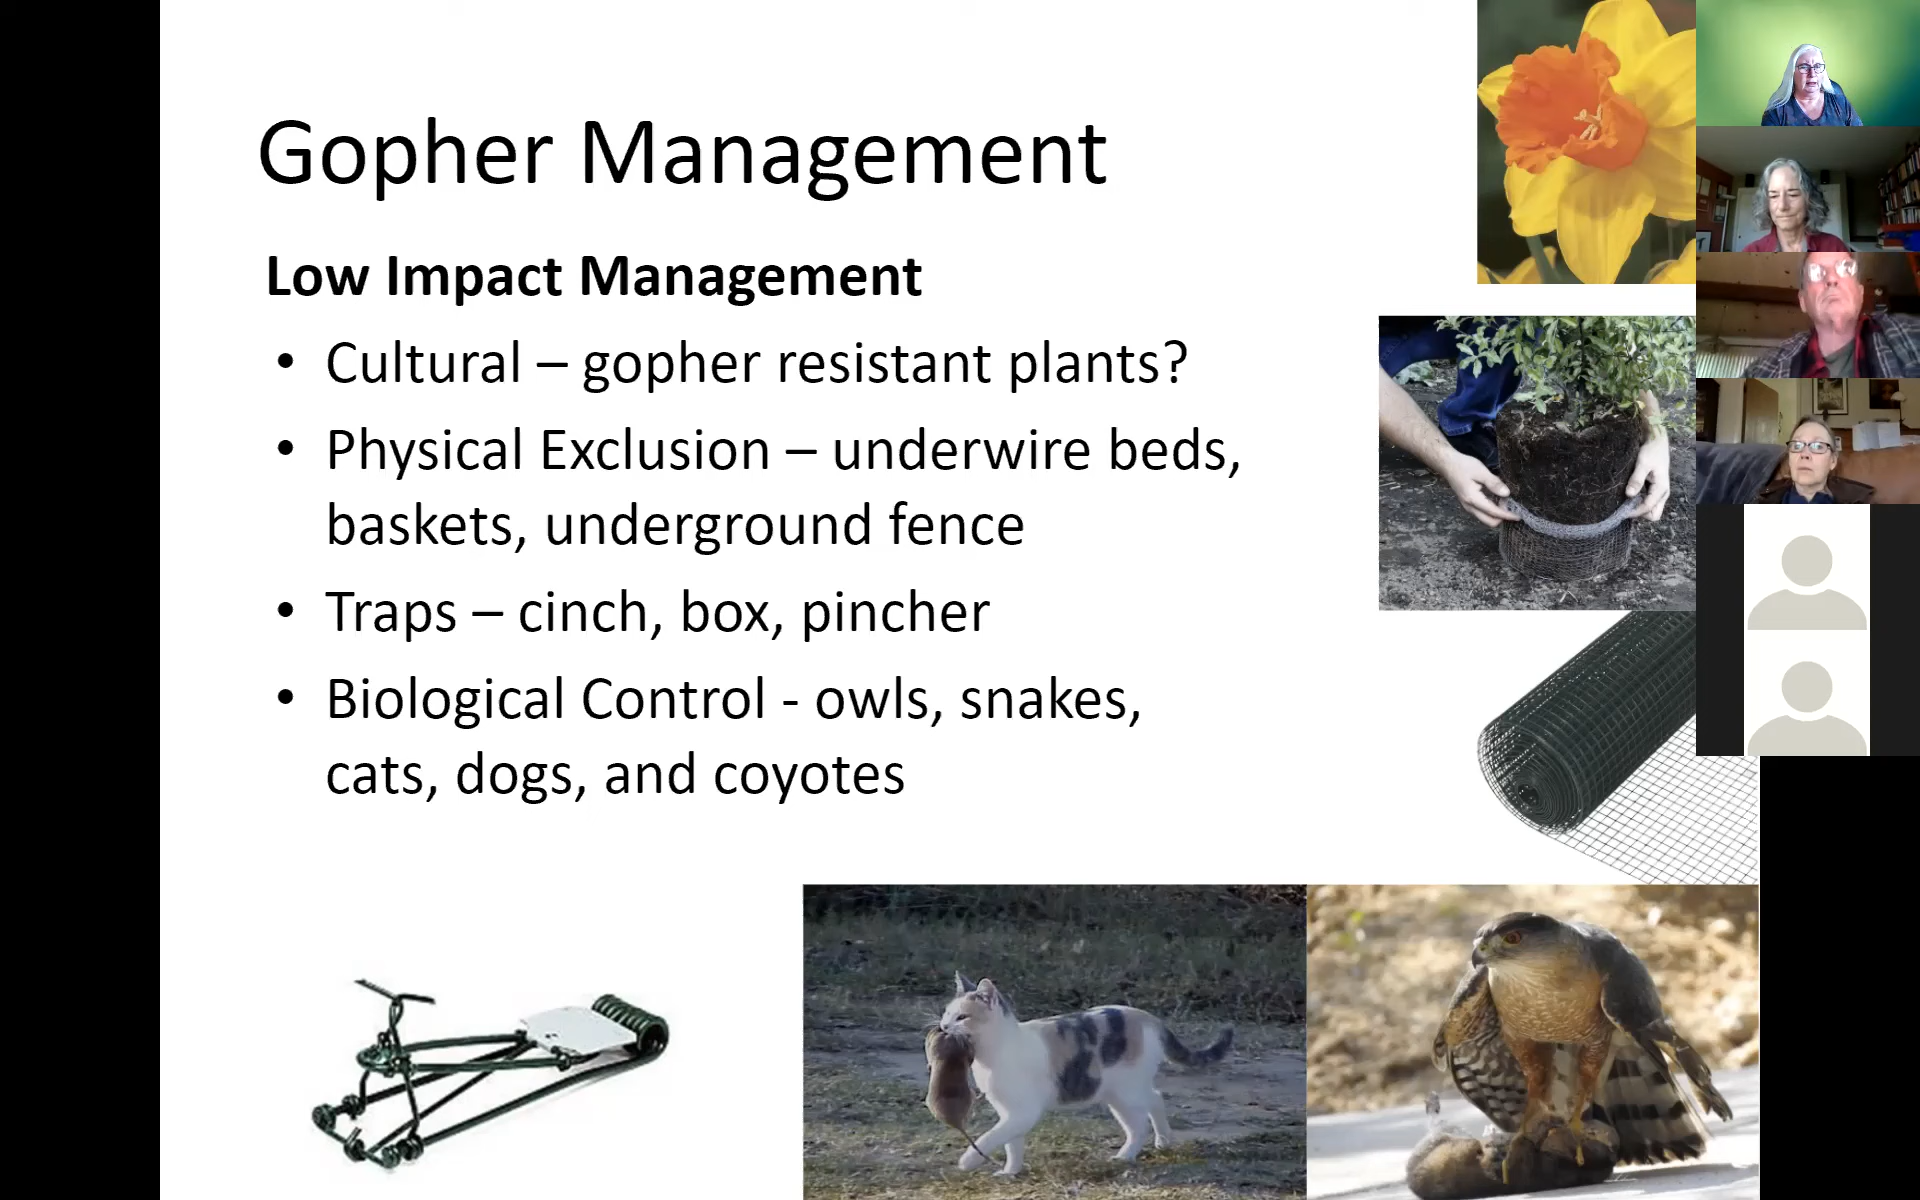 Gopher Management
Low Impact Management
• Cultural – gopher resistant plants?
• Physical Exclusion – underwire beds,
baskets, underground fence
• Traps – cinch, box, pincher
• Biological Control - owls, snakes,
cats, dogs, and coyotes